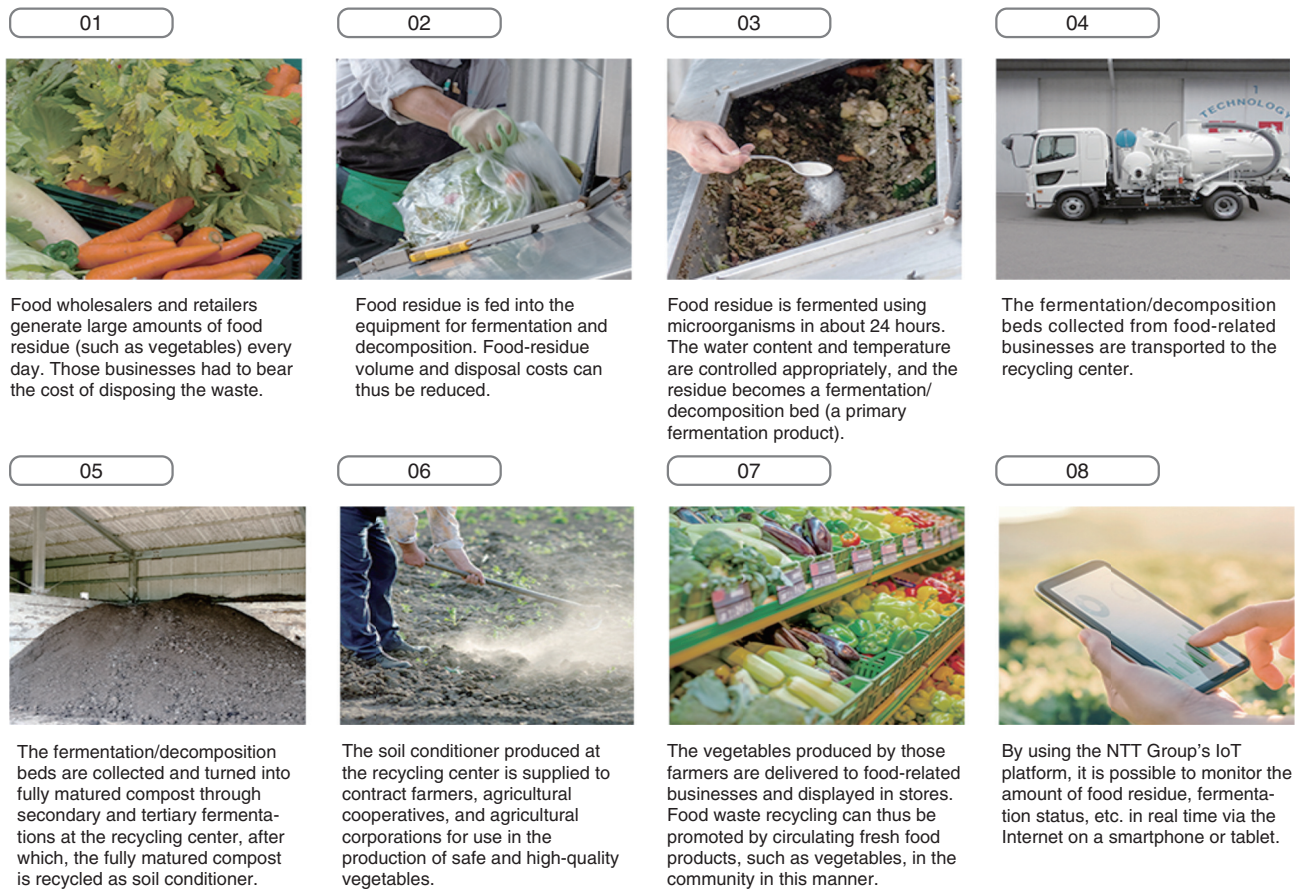 01
02
03
04
TECHNOLOGY
Food wholesalers and retailers
generate large amounts of food
residue (such as vegetables) every
day. Those businesses had to bear
the cost of disposing the waste.
Food residue is fed into the
equipment for fermentation and
decomposition. Food-residue
volume and disposal costs can
thus be reduced.
Food residue is fermented using
microorganisms in about 24 hours.
The water content and temperature
are controlled appropriately, and the
residue becomes a fermentation/
decomposition bed (a primary
fermentation product).
The fermentation/decomposition
beds collected from food-related
businesses are transported to the
recycling center.
05
06
07
08
The fermentation/decomposition
beds are collected and turned into
fully matured compost through
secondary and tertiary fermenta-
tions at the recycling center, after
which, the fully matured compost
is recycled as soil conditioner.
The soil conditioner produced at
the recycling center is supplied to
contract farmers, agricultural
cooperatives, and agricultural
corporations for use in the
production of safe and high-quality
vegetables.
The vegetables produced by those
farmers are delivered to food-related
businesses and displayed in stores.
Food waste recycling can thus be
promoted by circulating fresh food
products, such as vegetables, in the
community in this manner.
By using the NTT Group's IoT
platform, it is possible to monitor the
amount of food residue, fermenta-
tion status, etc. in real time via the
Internet on a smartphone or tablet.